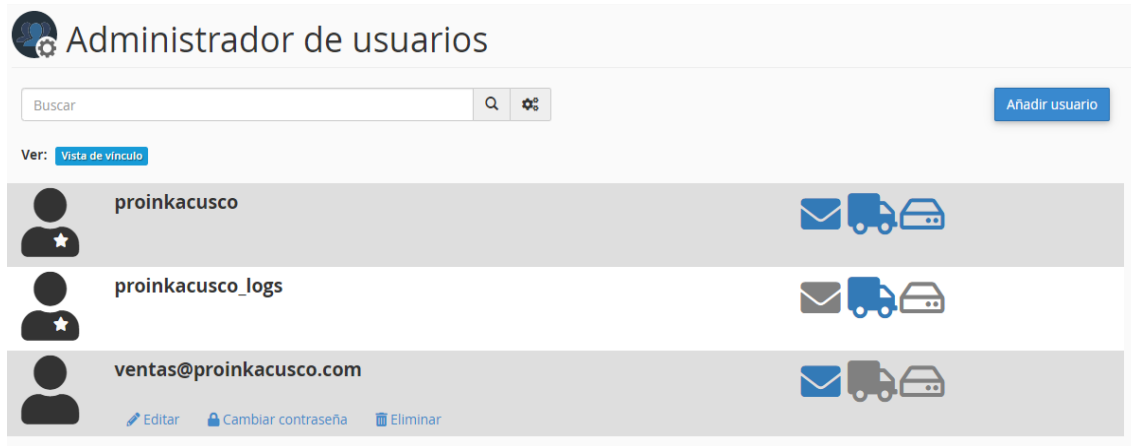 Administrador de usuarios
Buscar
Añadir usuario
Ver: Vista de vínculo
proinkacusco
proinkacusco_logs
ventas@proinkacusco.com
Editar Cambiar contraseña Eliminar